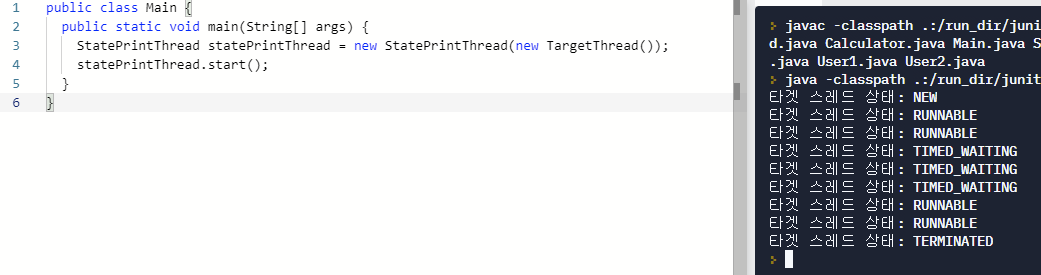 1 public class Main {
2 public static void main(String[] args) {
3 StatePrintThread statePrintThread = new StatePrintThread(new TargetThread());
4 statePrintThread.start();
5 }
6 }
> javac -classpath .:/run_dir/junit
d.java Calculator.java Main.java S
.java User1.java User2.java
> java -classpath .:/run_dir/junit
타겟 스레드 상태: NEW
타겟 스레드 상태: RUNNABLE
타겟 스레드 상태: RUNNABLE
타겟 스레드 상태: TIMED_WAITING
타겟 스레드 상태: TIMED_WAITING
타겟 스레드 상태: TIMED_WAITING
타겟 스레드 상태: RUNNABLE
타겟 스레드 상태: RUNNABLE
타겟 스레드 상태: TERMINATED
>